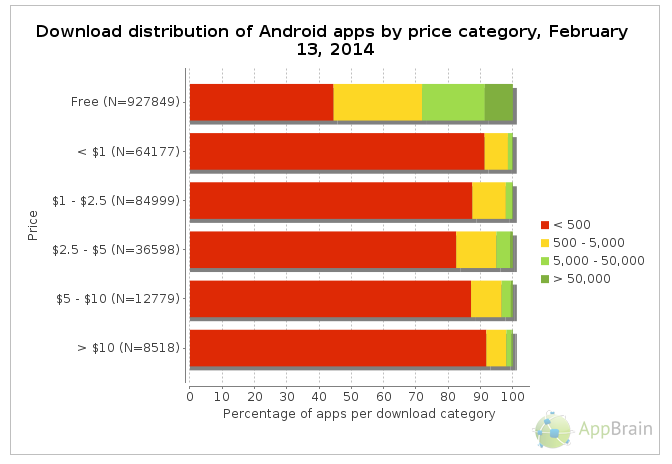 Download distribution of Android apps by price category, February
13, 2014
Price
Free (N=927849)
< $1 (N=64177)
$1 - $2.5 (N=84999)
$2.5 - $5 (N=36598)
$5 - $10 (N=12779)
> $10 (N=8518)
0 10 20 30 40 50 60 70 80 90 100
Percentage of apps per download category
< 500
500 - 5,000
5,000 - 50,000
> 50,000
AppBrain